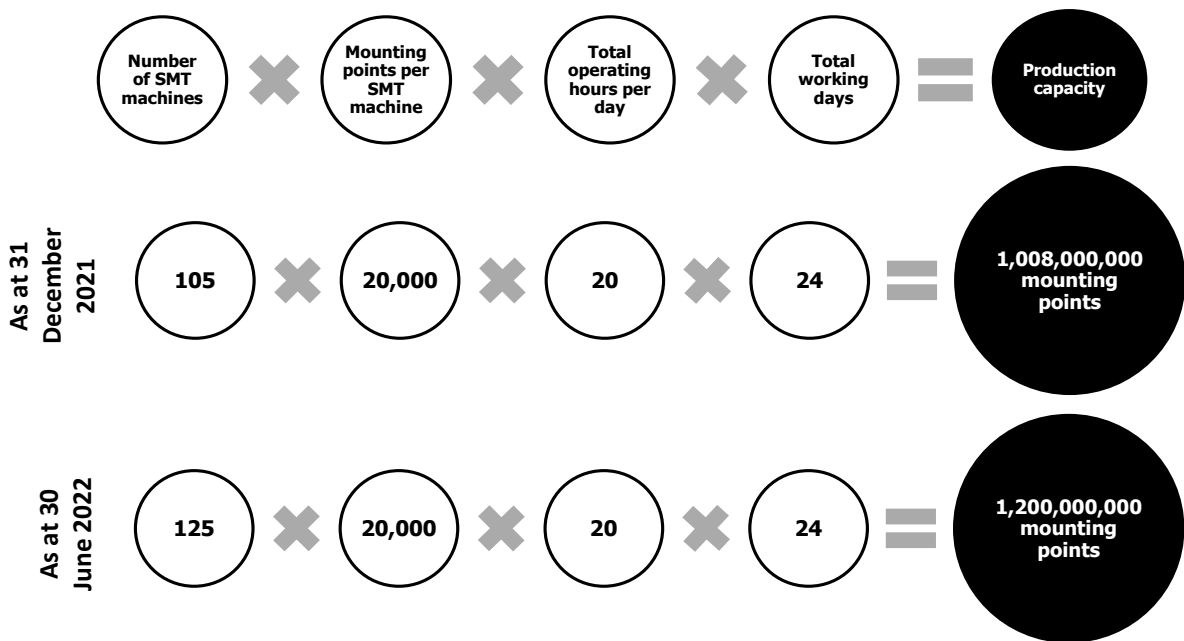 Number
of SMT
machines
Mounting
points per
SMT
machine
Total
operating
hours per
day
Total
working
days
Production
capacity
As at 31
December
2021
105
20,000
20
24
1,008,000,000
mounting
points
As at 30
June 2022
125
20,000
20
24
1,200,000,000
mounting
points